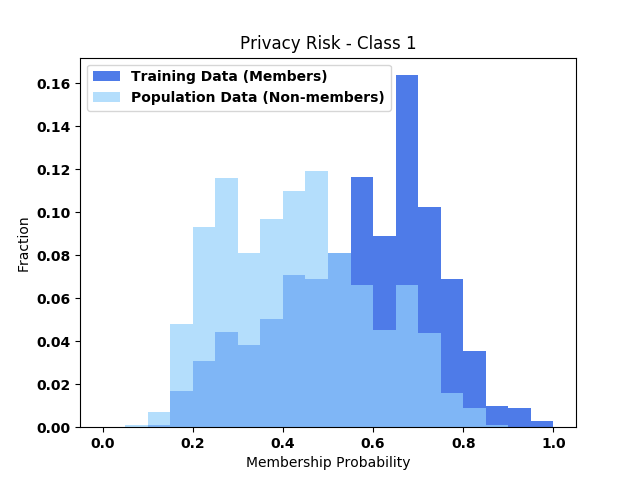 Privacy Risk - Class 1
Training Data (Members)
Population Data (Non-members)
Fraction
0.16
0.14
0.12
0.10
0.08
0.06
0.04
0.02
0.00
0.0 0.2 0.4 0.6 0.8 1.0
Membership Probability